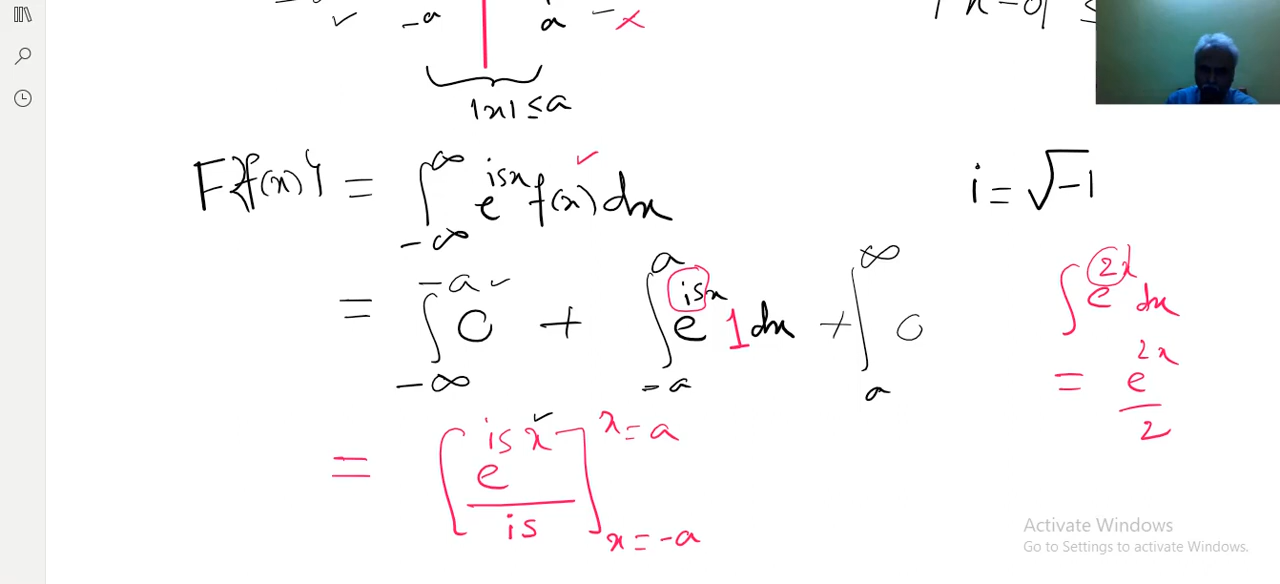 -a a -x
|x| ≤ a
F{f(x)} = ∫_{-∞}^{∞} e^{isx} f(x) dx i = √-1
= ∫_{-∞}^{-a} 0 + ∫_{-a}^{a} e^{isx} 1 dx + ∫_{a}^{∞} 0 ∫ e^{2x} dx
= e^{2x}/2
= [e^{isx}/is]_{x=-a}^{x=a}
Activate Windows
Go to Settings to activate Windows.